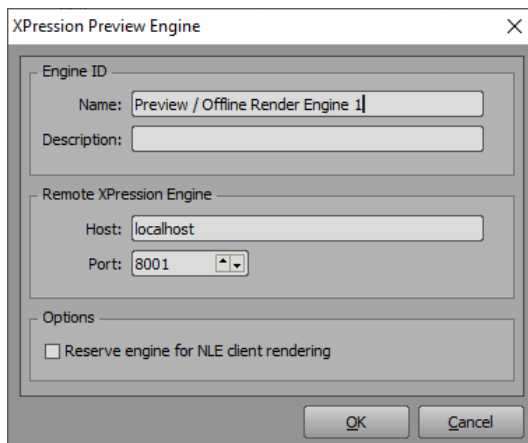 XPression Preview Engine
Engine ID
Name: Preview / Offline Render Engine 1
Description:
Remote XPression Engine
Host: localhost
Port: 8001
Options
Reserve engine for NLE client rendering
OK Cancel